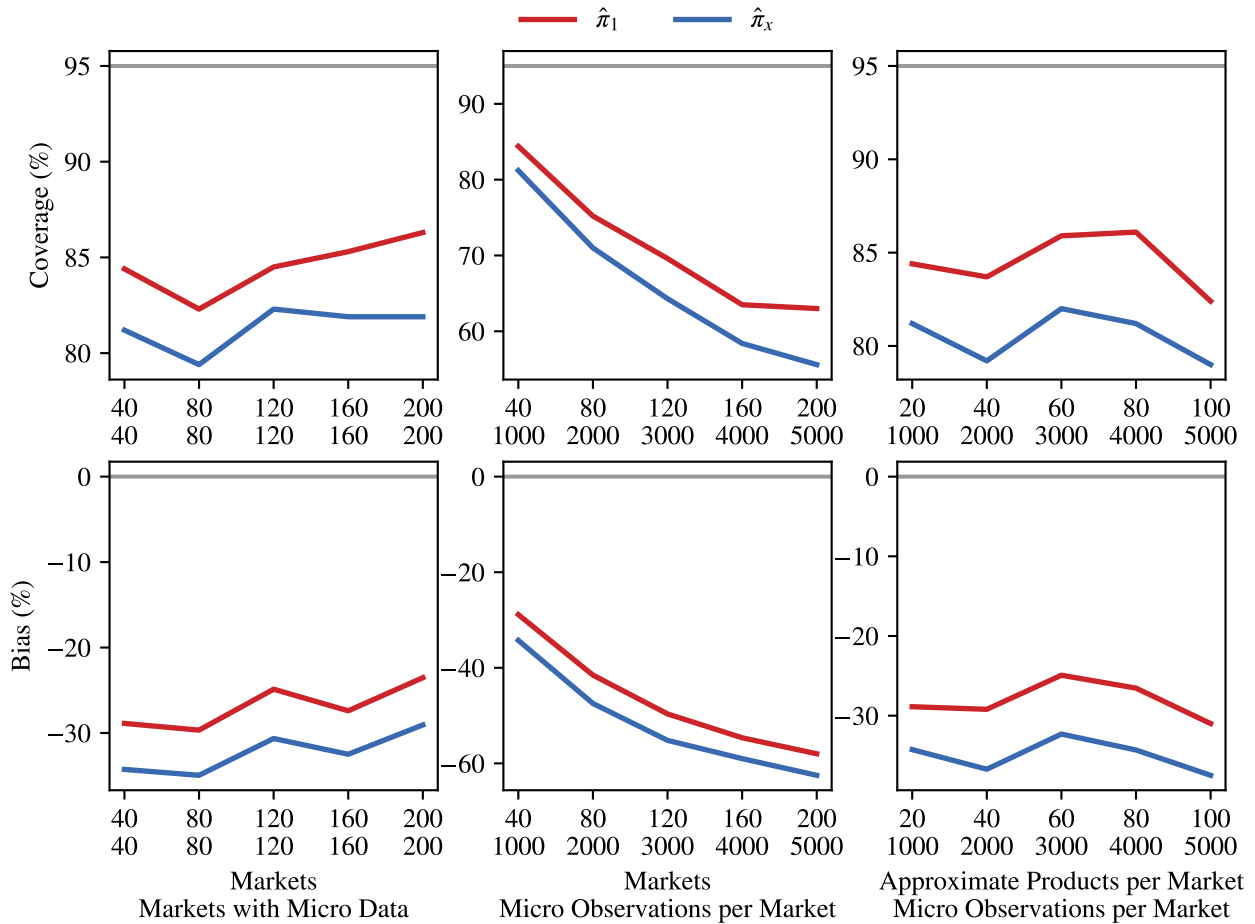 π̂₁ π̂ₓ
Coverage (%)
95
90
85
80
40 80 120 160 200
40 80 120 160 200
90
80
70
60
40 80 120 160 200
1000 2000 3000 4000 5000
95
90
85
80
20 40 60 80 100
1000 2000 3000 4000 5000
Bias (%)
0
−10
−20
−30
40 80 120 160 200
40 80 120 160 200
Markets
Markets with Micro Data
0
−20
−40
−60
40 80 120 160 200
1000 2000 3000 4000 5000
Markets
Micro Observations per Market
0
−10
−20
−30
20 40 60 80 100
1000 2000 3000 4000 5000
Approximate Products per Market
Micro Observations per Market